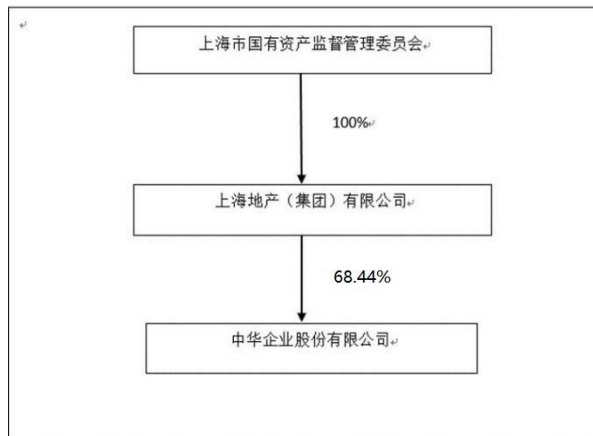 上海市国有资产监督管理委员会
100%
上海地产（集团）有限公司
68.44%
中华企业股份有限公司